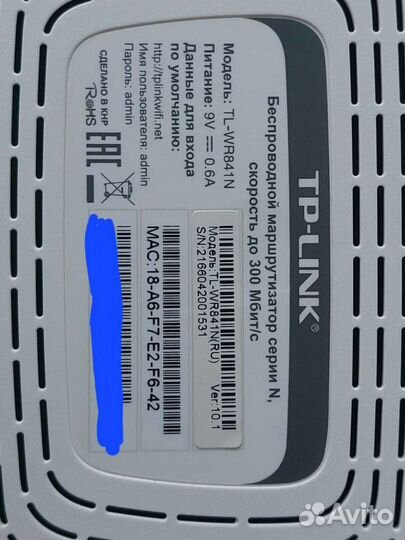 TP-LINK®
Беспроводной маршрутизатор серии N,
скорость до 300 Мбит/с
Модель: TL-WR841N
Питание: 9V ⎓ 0.6A
Данные для входа
по умолчанию:
http://tplinkwifi.net
Имя пользователя: admin
Пароль: admin
СДЕЛАНО В КНР
RoHS
EAC
Модель:TL-WR841N(RU) Ver:10.1
S/N:2166042001531
MAC:18-A6-F7-E2-F6-42
Avito